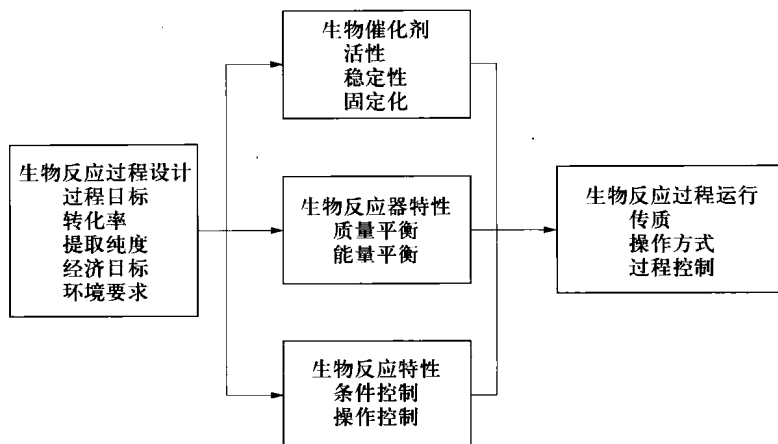 生物反应过程设计
过程目标
转化率
提取纯度
经济目标
环境要求
生物催化剂
活性
稳定性
固定化
生物反应器特性
质量平衡
能量平衡
生物反应特性
条件控制
操作控制
生物反应过程运行
传质
操作方式
过程控制